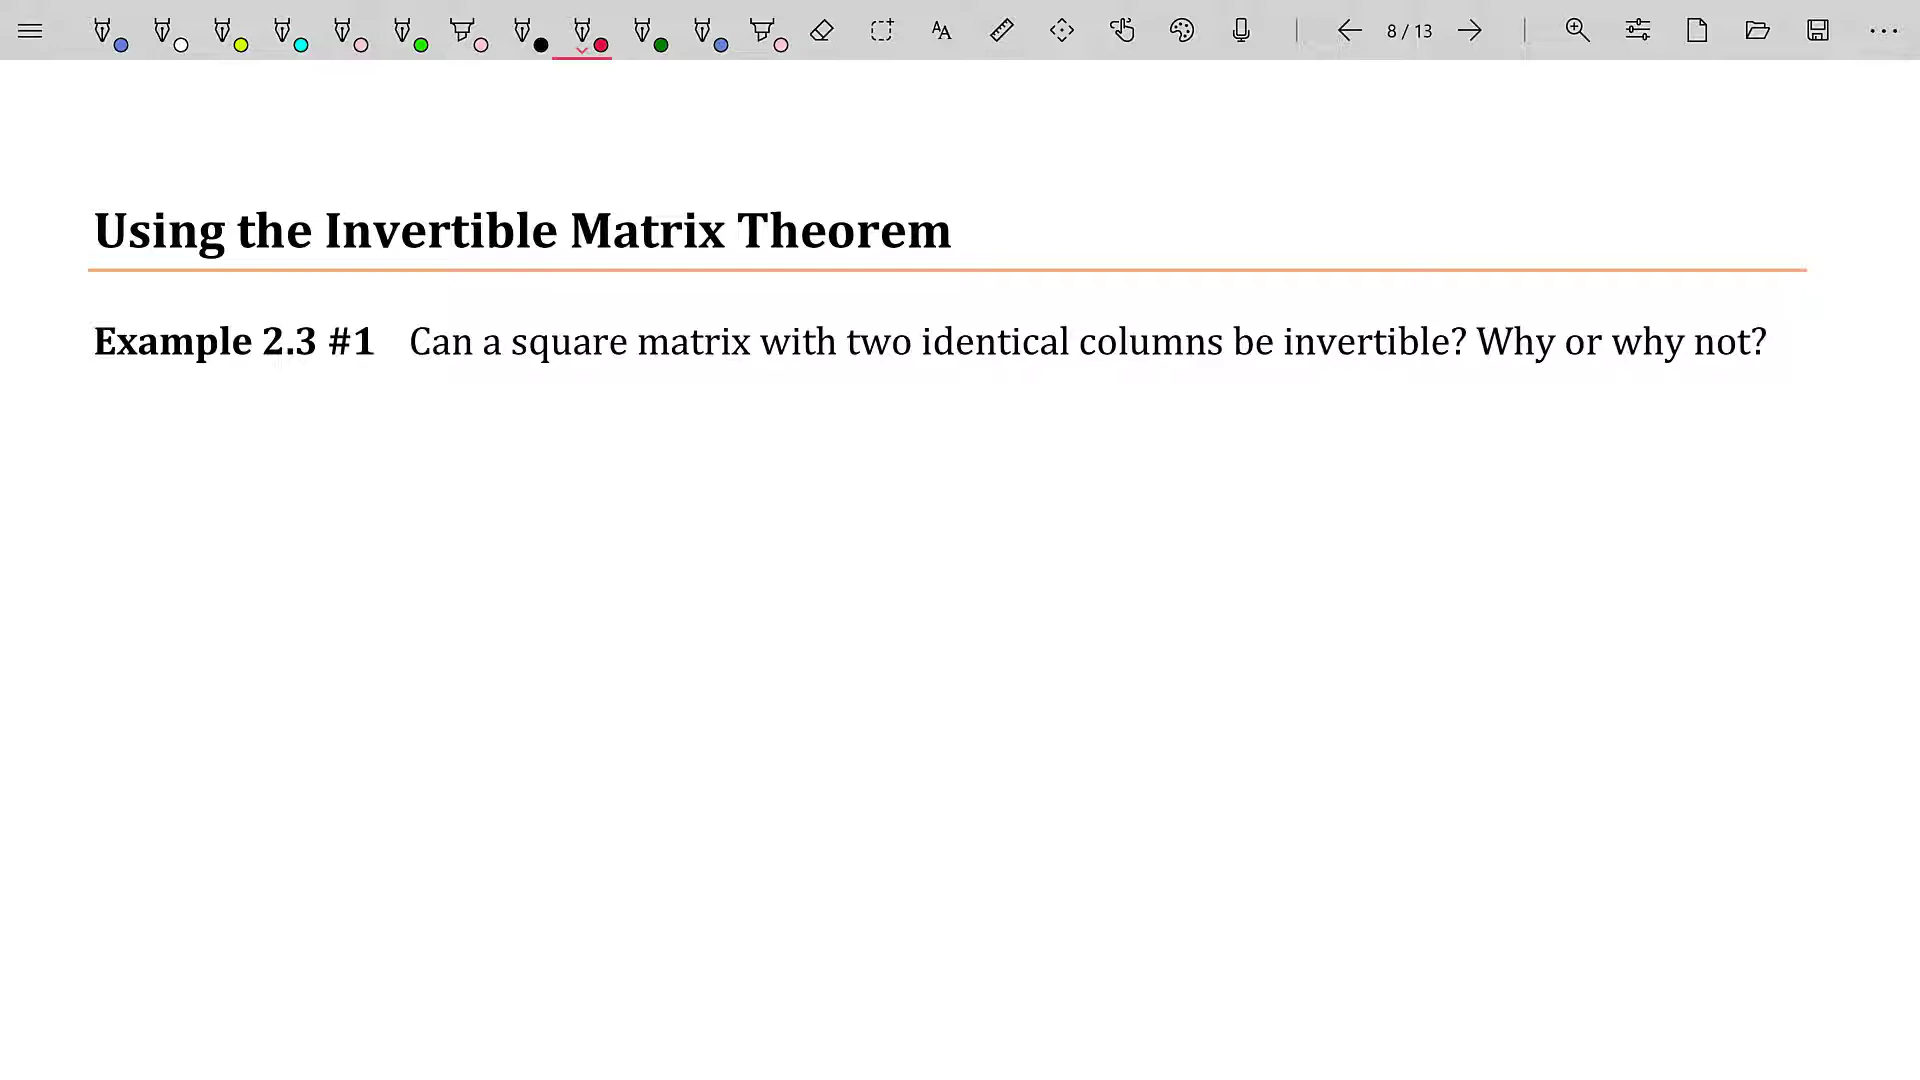 8 / 13
Using the Invertible Matrix Theorem
Example 2.3 #1 Can a square matrix with two identical columns be invertible? Why or why not?